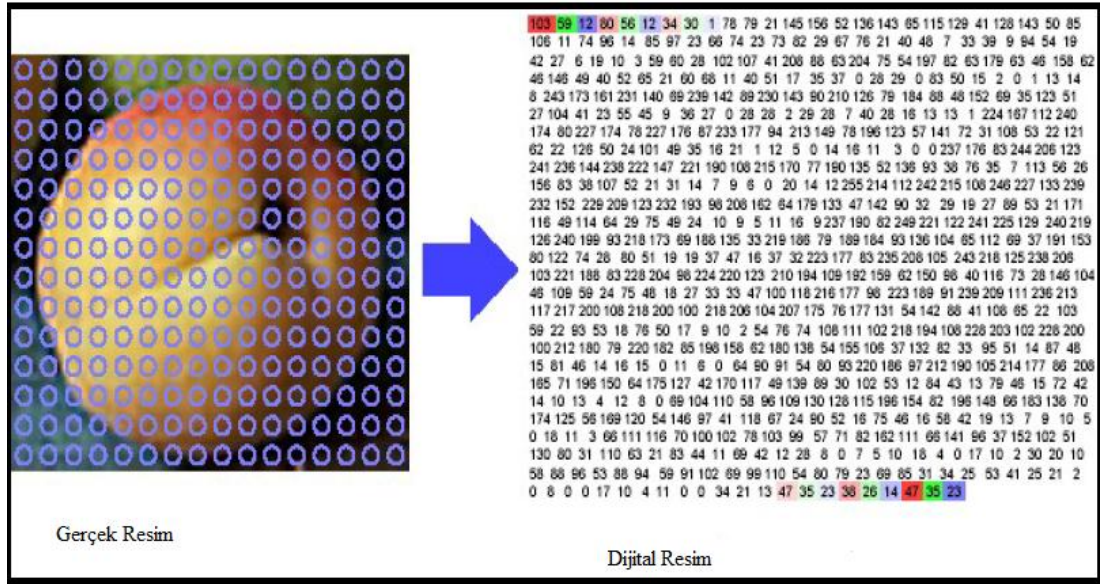 103 59 12 80 56 12 34 30 1 78 79 21 145 156 52 136 143 65 115 129 41 128 143 50 85
106 11 74 96 14 85 97 23 66 74 23 73 82 29 67 76 21 40 48 7 33 39 9 94 54 19
42 27 6 19 10 3 59 60 28 102 107 41 208 88 63 204 75 54 197 82 63 179 63 46 158 62
46 146 49 40 52 65 21 60 68 11 40 51 17 35 37 0 28 29 0 83 50 15 2 0 1 13 14
8 243 173 161 231 140 69 239 142 89 230 143 90 210 126 79 184 88 48 152 69 35 123 51
27 104 41 23 55 45 9 36 27 0 28 28 2 29 28 7 40 28 16 13 13 1 224 167 112 240
174 80 227 174 78 227 176 87 233 177 94 213 149 78 196 123 57 141 72 31 108 53 22 121
62 22 126 50 24 101 49 35 16 21 1 12 5 0 14 16 11 3 0 0 237 176 83 244 206 123
241 236 144 238 222 147 221 190 108 215 170 77 190 135 52 136 93 38 76 35 7 113 56 26
156 83 38 107 52 21 31 14 7 9 6 0 20 14 12 255 214 112 242 215 108 246 227 133 239
232 152 229 209 123 232 193 98 208 162 64 179 133 47 142 90 32 29 19 27 89 53 21 171
116 49 114 64 29 75 49 24 10 9 5 11 16 9 237 190 82 249 221 122 241 225 129 240 219
126 240 199 93 218 173 69 188 135 33 219 186 79 189 184 93 136 104 65 112 69 37 191 153
80 122 74 28 80 51 19 19 37 47 16 37 32 223 177 83 235 208 105 243 218 125 238 206
103 221 188 83 228 204 98 224 220 123 210 194 109 192 159 62 150 98 40 116 73 28 146 104
46 109 59 24 75 48 18 27 33 33 47 100 118 216 177 98 223 189 91 239 209 111 236 213
117 217 200 108 218 200 100 218 206 104 207 175 76 177 131 54 142 88 41 108 65 22 103
59 22 93 53 18 76 50 17 9 10 2 54 76 74 108 111 102 218 194 108 228 203 102 228 200
100 212 180 79 220 182 85 198 158 62 180 138 54 155 106 37 132 82 33 95 51 14 87 48
15 81 46 14 16 15 0 11 6 0 64 90 91 54 80 93 220 186 97 212 190 105 214 177 86 208
165 71 196 150 64 175 127 42 170 117 49 139 89 30 102 53 12 84 43 13 79 46 15 72 42
14 10 13 4 12 8 0 69 104 110 58 96 109 130 128 115 196 154 82 196 148 66 183 138 70
174 125 56 169 120 54 146 97 41 118 67 24 90 52 16 75 46 16 58 42 19 13 7 9 10 5
0 18 11 3 66 111 116 70 100 102 78 103 99 57 71 82 162 111 66 141 96 37 152 102 51
130 80 31 110 63 21 83 44 11 69 42 12 28 8 0 7 5 10 18 4 0 17 10 2 30 20 10
58 88 96 53 88 94 59 91 102 69 99 110 54 80 79 23 69 85 31 34 25 53 41 25 21 2
0 8 0 0 17 10 4 11 0 0 34 21 13 47 35 23 38 26 14 47 35 23
Gerçek Resim
Dijital Resim